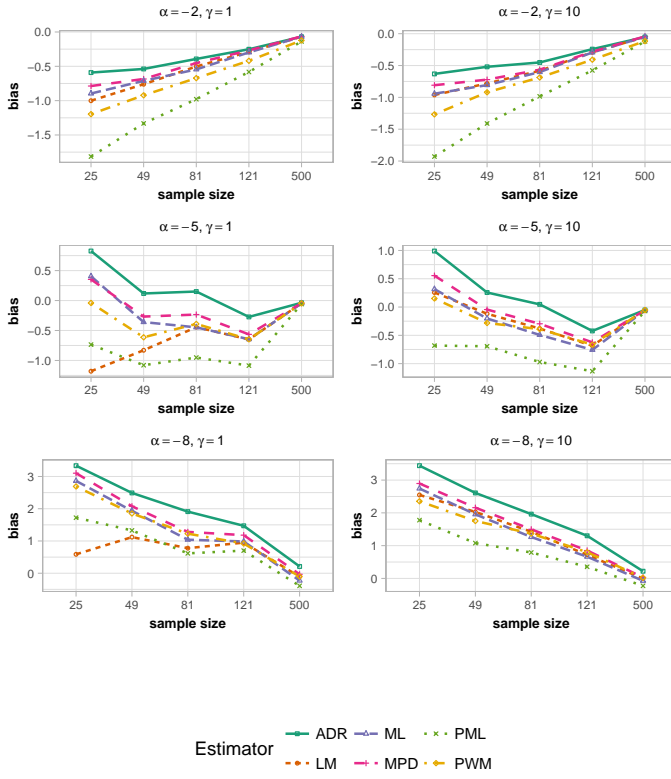 α = −2, γ = 1
0.0
−0.5
−1.0
−1.5
bias
25 49 81 121 500
sample size
α = −2, γ = 10
0.0
−0.5
−1.0
−1.5
−2.0
bias
25 49 81 121 500
sample size
α = −5, γ = 1
0.5
0.0
−0.5
−1.0
bias
25 49 81 121 500
sample size
α = −5, γ = 10
1.0
0.5
0.0
−0.5
−1.0
bias
25 49 81 121 500
sample size
α = −8, γ = 1
3
2
1
0
bias
25 49 81 121 500
sample size
α = −8, γ = 10
3
2
1
0
bias
25 49 81 121 500
sample size
Estimator
ADR ML PML
LM MPD PWM